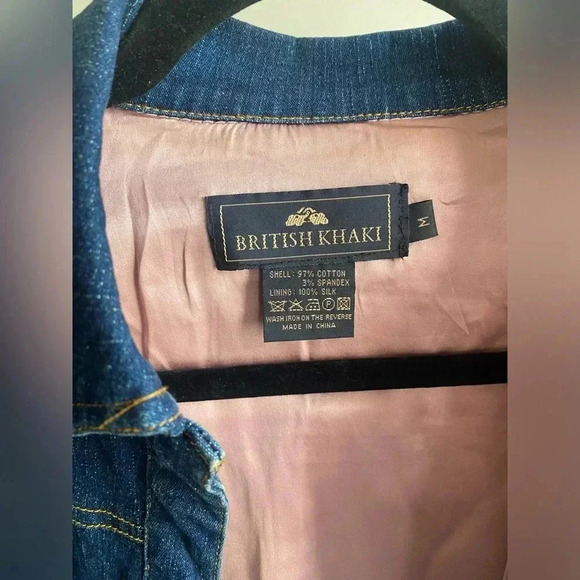 BRITISH KHAKI
M
SHELL: 97% COTTON
3% SPANDEX
LINING: 100% SILK
P
WASH IRON ON THE REVERSE
MADE IN CHINA